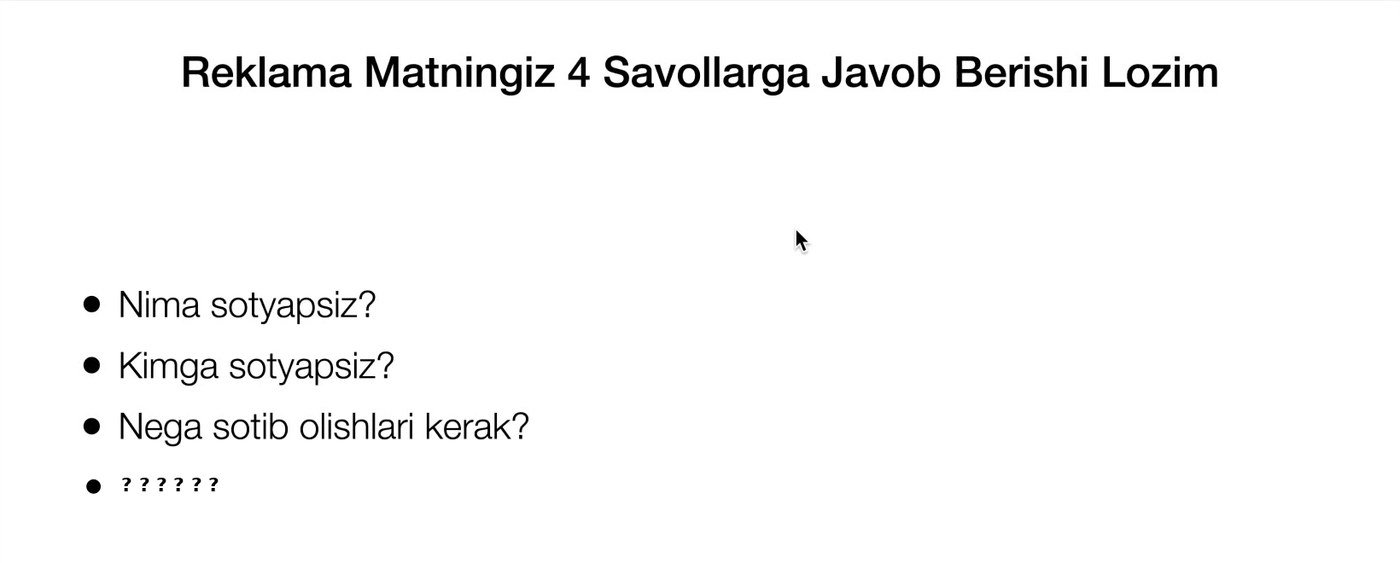 Reklama Matningiz 4 Savollarga Javob Berishi Lozim
• Nima sotyapsiz?
• Kimga sotyapsiz?
• Nega sotib olishlari kerak?
• ? ? ? ? ? ?